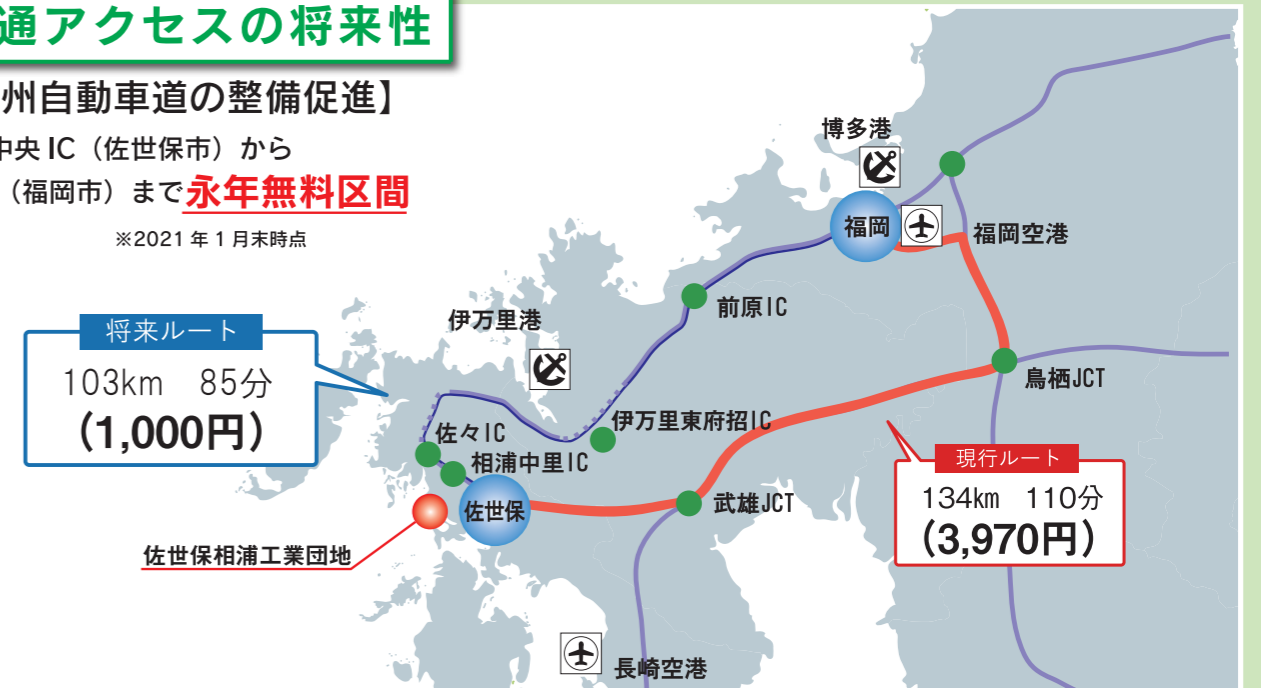 通アクセスの将来性
州自動車道の整備促進】
中央IC（佐世保市）から
（福岡市）まで永年無料区間
※2021年1月末時点
博多港
福岡
福岡空港
前原IC
伊万里港
将来ルート
103km 85分
（1,000円）
鳥栖JCT
伊万里東府招IC
佐々IC
相浦中里IC
現行ルート
134km 110分
（3,970円）
佐世保
武雄JCT
佐世保相浦工業団地
長崎空港